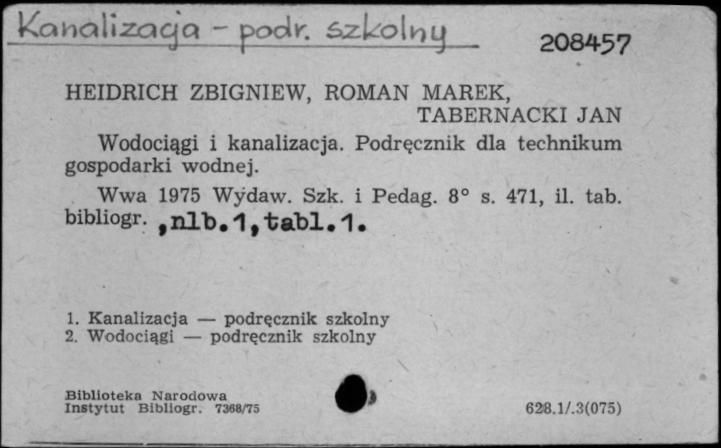 Kanalizacja - podr. szkolny
208457
HEIDRICH ZBIGNIEW, ROMAN MAREK,
TABERNACKI JAN
Wodociągi i kanalizacja. Podręcznik dla technikum
gospodarki wodnej.
Wwa 1975 Wydaw. Szk. i Pedag. 8° s. 471, il. tab.
bibliogr. ,nlb.1,tabl.1.
1. Kanalizacja — podręcznik szkolny
2. Wodociągi — podręcznik szkolny
Biblioteka Narodowa
Instytut Bibliogr. 7368/75
628.1/.3(075)